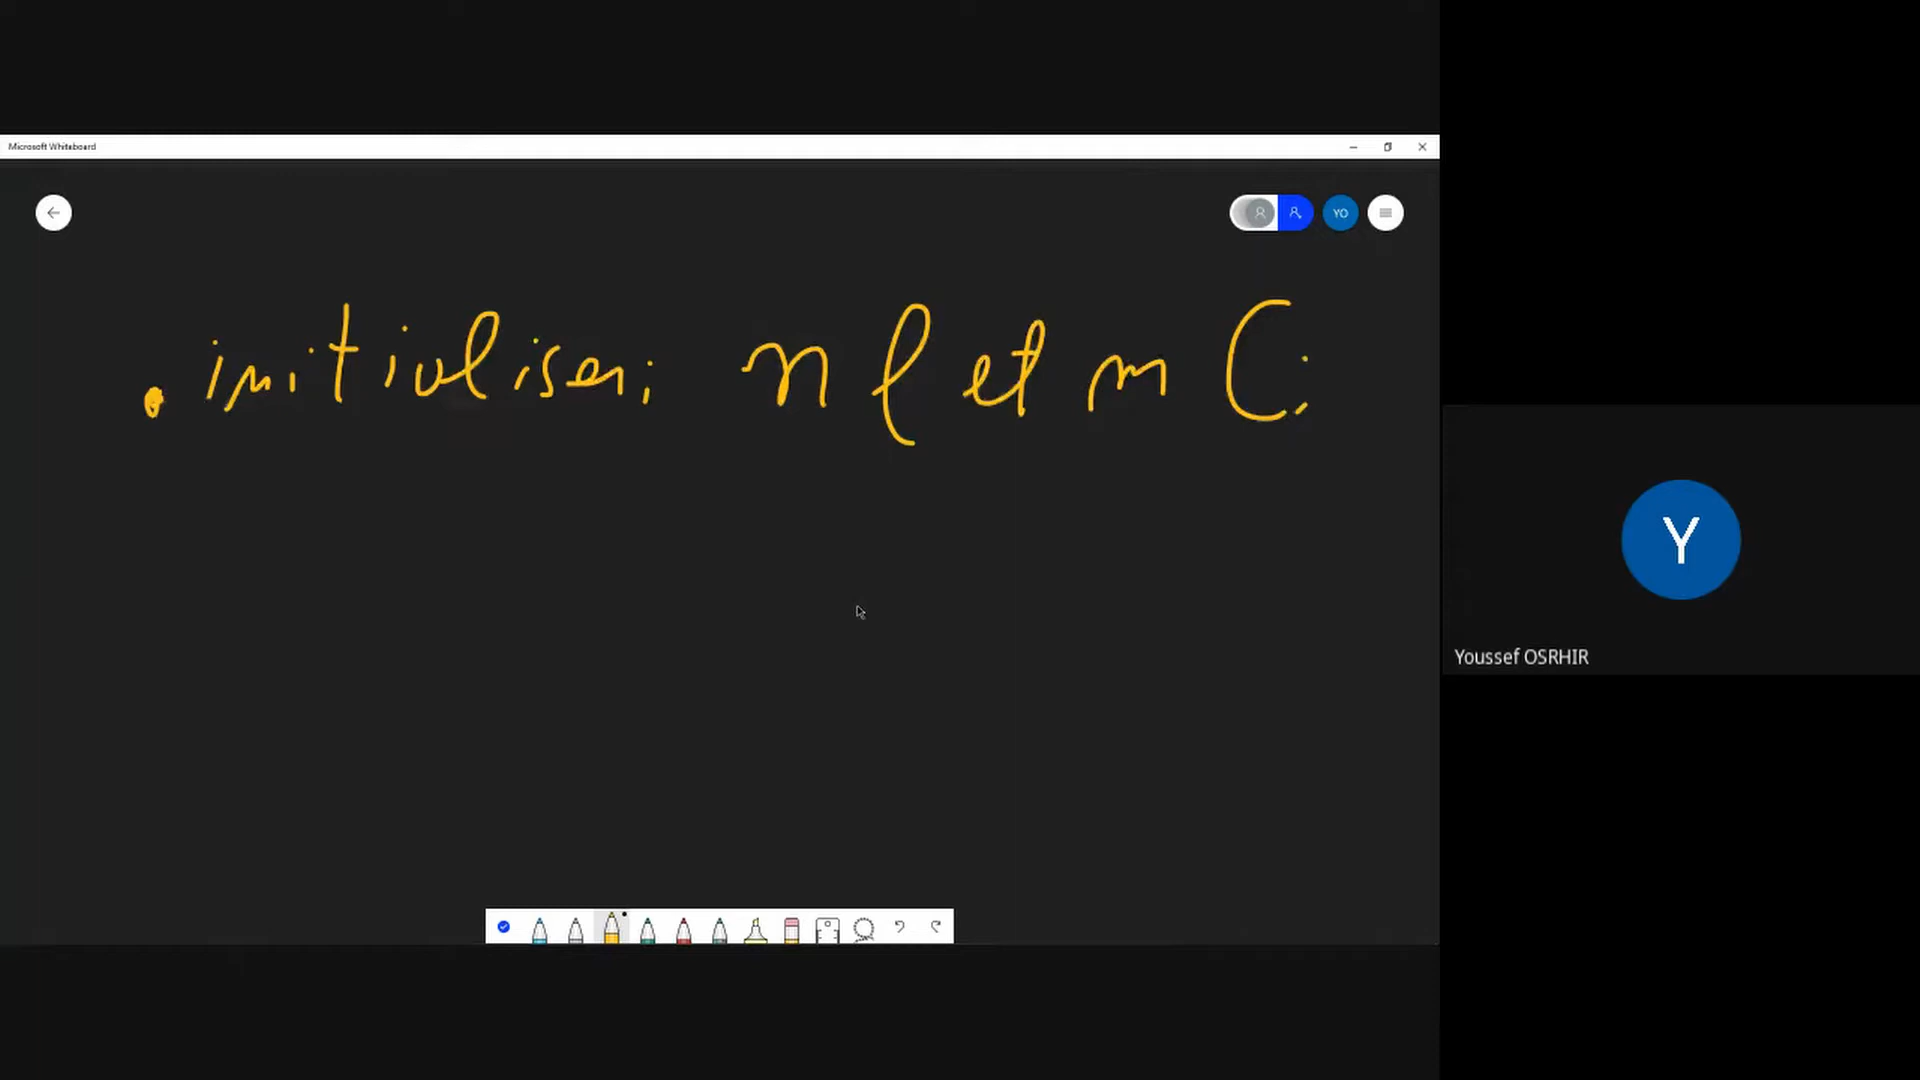 Microsoft Whiteboard
YO
. initialiser; n l et n C;
Y
Youssef OSRHIR